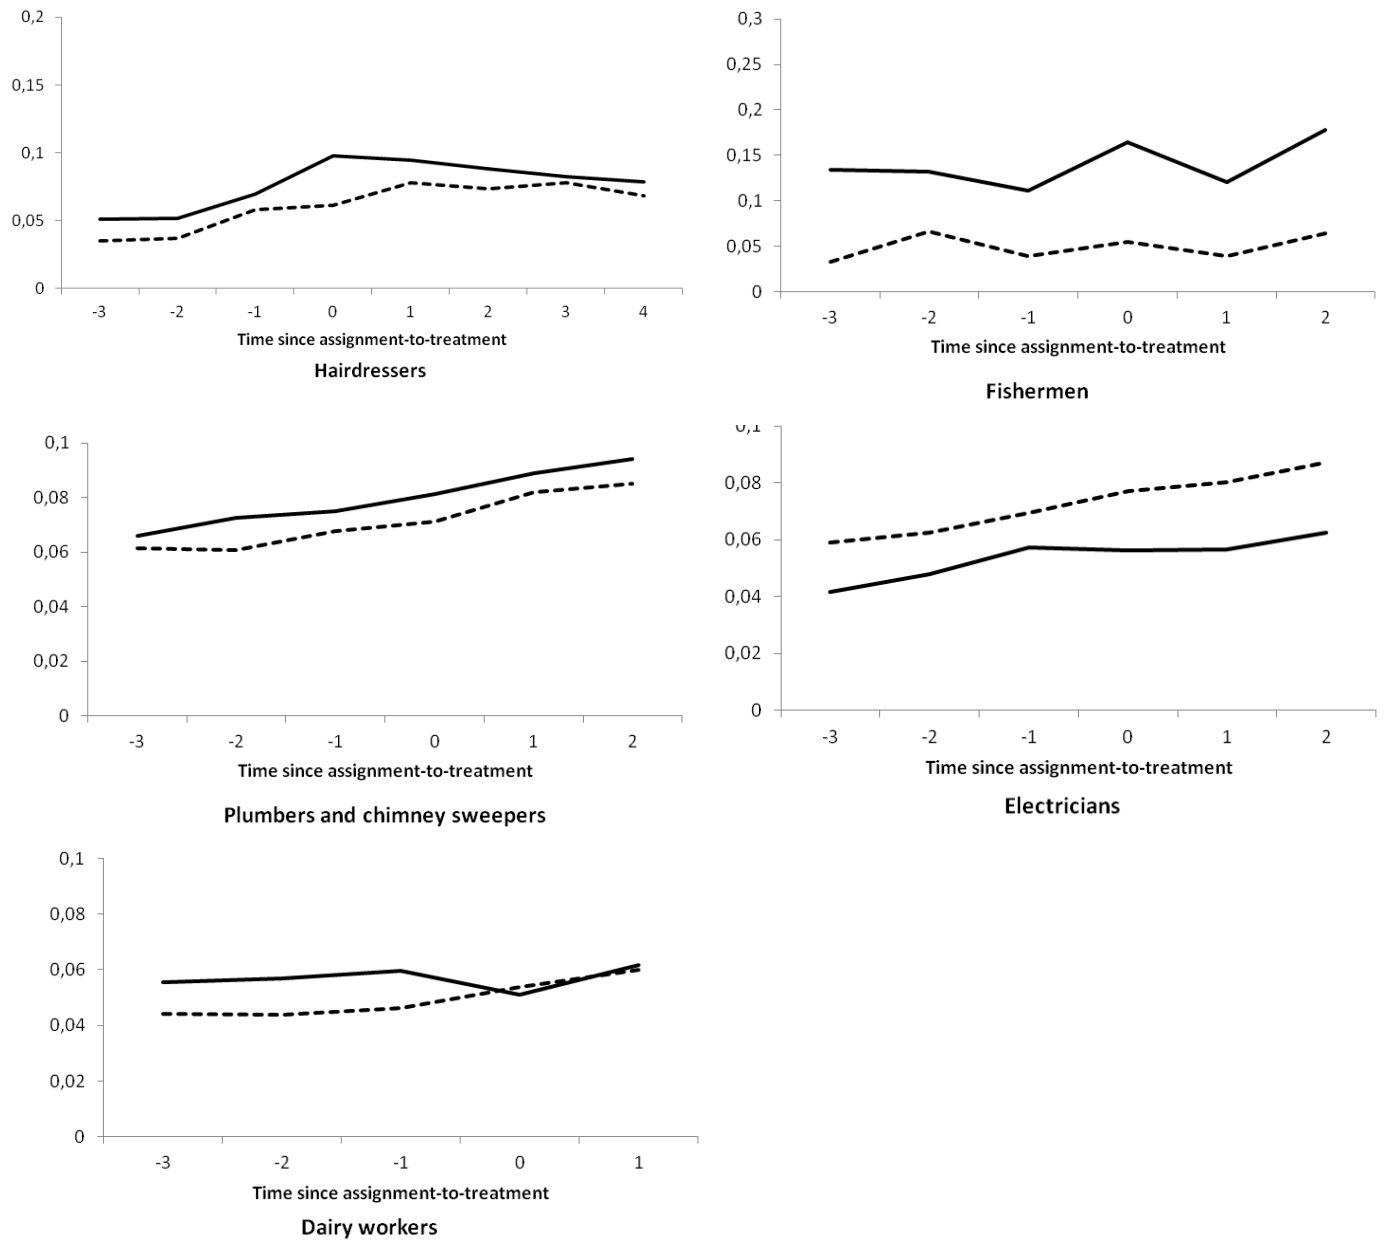 0,2
0,15
0,1
0,05
0
-3 -2 -1 0 1 2 3 4
Time since assignment-to-treatment
Hairdressers
0,3
0,25
0,2
0,15
0,1
0,05
0
-3 -2 -1 0 1 2
Time since assignment-to-treatment
Fishermen
0,1
0,08
0,06
0,04
0,02
0
-3 -2 -1 0 1 2
Time since assignment-to-treatment
Plumbers and chimney sweepers
0,1
0,08
0,06
0,04
0,02
0
-3 -2 -1 0 1 2
Time since assignment-to-treatment
Electricians
0,1
0,08
0,06
0,04
0,02
0
-3 -2 -1 0 1
Time since assignment-to-treatment
Dairy workers